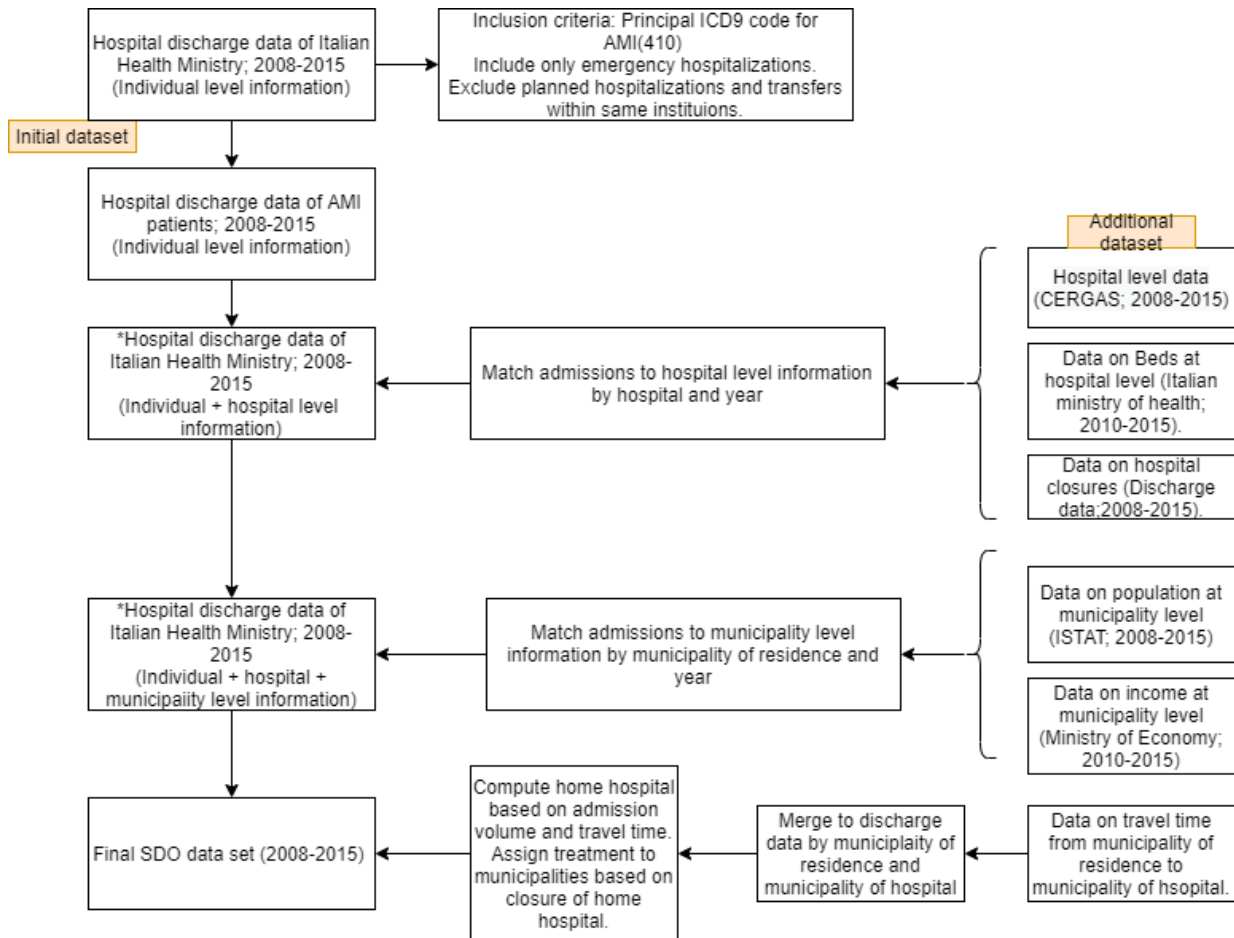 Hospital discharge data of Italian
Health Ministry; 2008-2015
(Individual level information)
Inclusion criteria: Principal ICD9 code for
AMI(410)
Include only emergency hospitalizations.
Exclude planned hospitalizations and transfers
within same instituions.
Initial dataset
Hospital discharge data of AMI
patients; 2008-2015
(Individual level information)
Additional
dataset
Hospital level data
(CERGAS; 2008-2015)
*Hospital discharge data of
Italian Health Ministry; 2008-
2015
(Individual + hospital level
information)
Match admissions to hospital level information
by hospital and year
Data on Beds at
hospital level (Italian
ministry of health;
2010-2015).
Data on hospital
closures (Discharge
data;2008-2015).
*Hospital discharge data of
Italian Health Ministry; 2008-
2015
(Individual + hospital +
municipaiity level information)
Match admissions to municipality level
information by municipality of residence and
year
Data on population at
municipality level
(ISTAT; 2008-2015)
Data on income at
municipality level
(Ministry of Economy;
2010-2015)
Final SDO data set (2008-2015)
Compute home hospital
based on admission
volume and travel time.
Assign treatment to
municipalities based on
closure of home
hospital.
Merge to discharge
data by municiplaity of
residence and
municipality of hospital
Data on travel time
from municipality of
residence to
municipality of hsopital.